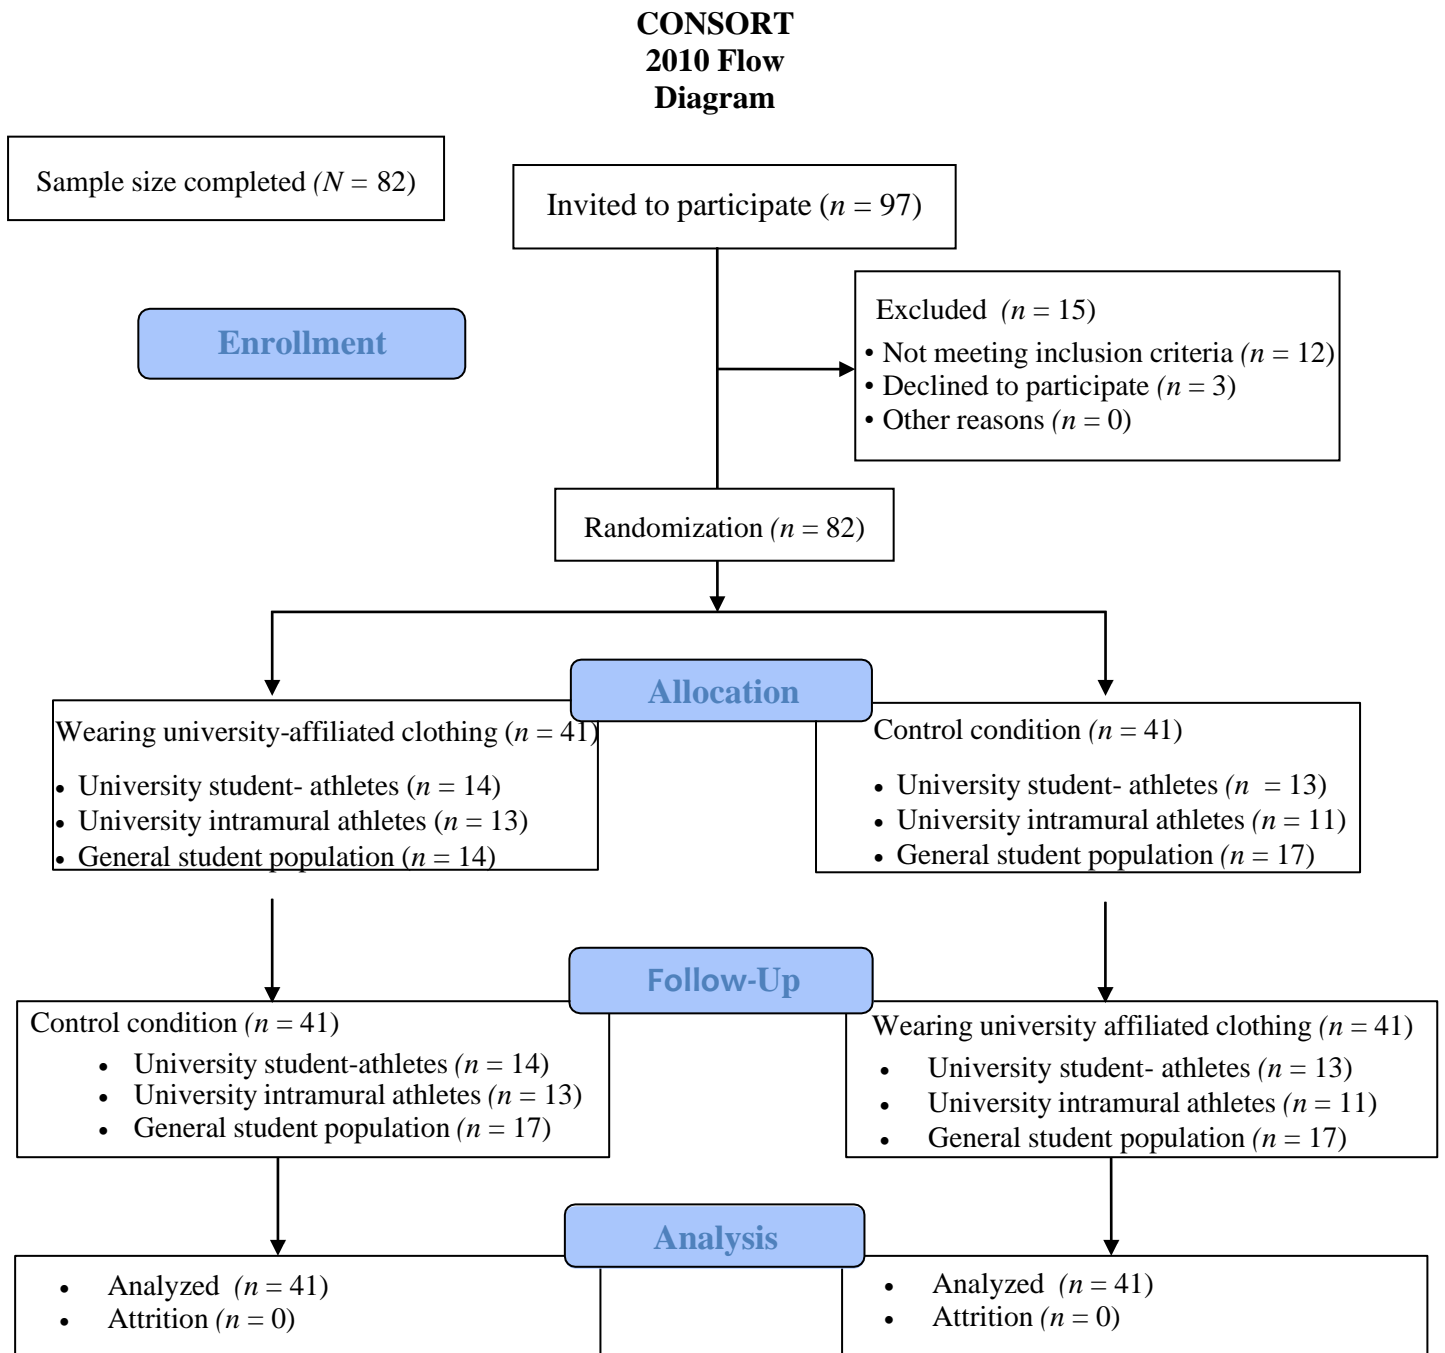 CONSORT
2010 Flow
Diagram
Sample size completed (N = 82)
Invited to participate (n = 97)
Enrollment
Excluded (n = 15)
• Not meeting inclusion criteria (n = 12)
• Declined to participate (n = 3)
• Other reasons (n = 0)
Randomization (n = 82)
Allocation
Wearing university-affiliated clothing (n = 41)
• University student- athletes (n = 14)
• University intramural athletes (n = 13)
• General student population (n = 14)
Control condition (n = 41)
• University student- athletes (n = 13)
• University intramural athletes (n = 11)
• General student population (n = 17)
Follow-Up
Control condition (n = 41)
• University student-athletes (n = 14)
• University intramural athletes (n = 13)
• General student population (n = 17)
Wearing university affiliated clothing (n = 41)
• University student- athletes (n = 13)
• University intramural athletes (n = 11)
• General student population (n = 17)
Analysis
• Analyzed (n = 41)
• Attrition (n = 0)
• Analyzed (n = 41)
• Attrition (n = 0)